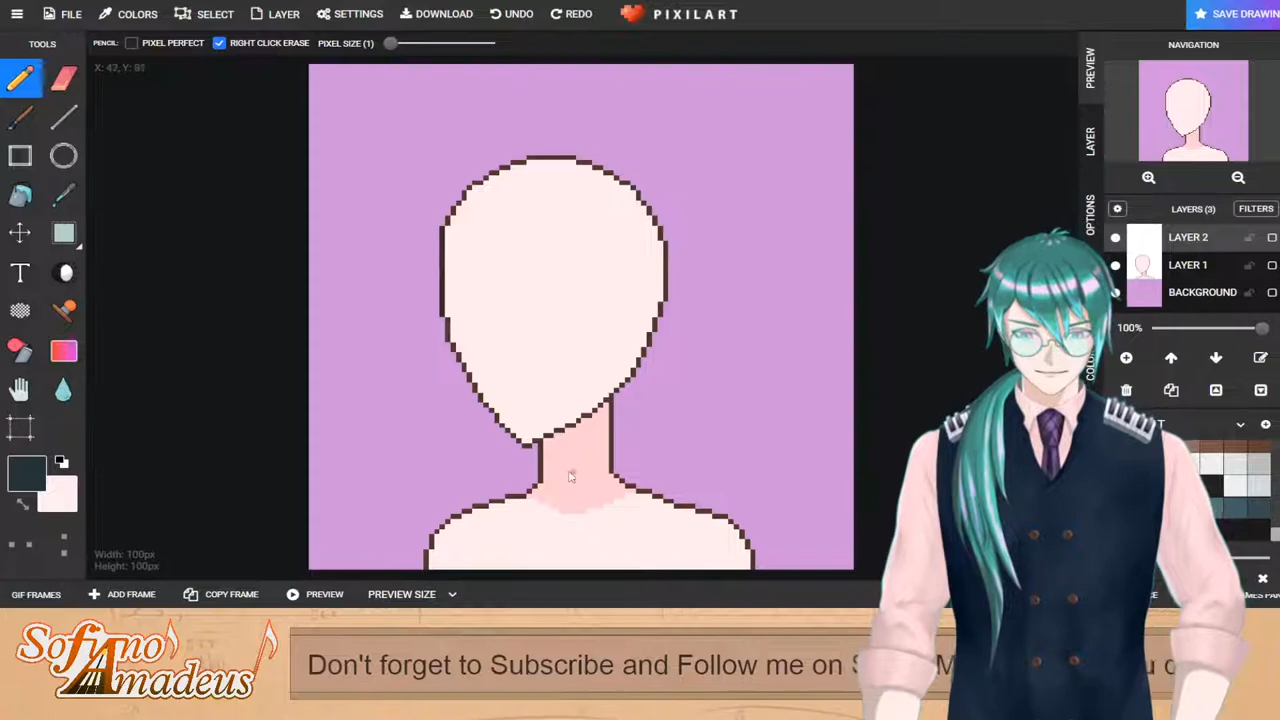 FILE COLORS SELECT LAYER SETTINGS DOWNLOAD UNDO REDO PIXILART SAVE DRAWIN
TOOLS PENCIL: PIXEL PERFECT RIGHT CLICK ERASE PIXEL SIZE (1) NAVIGATION
PREVIEW
LAYER
OPTIONS
LAYERS (3) FILTERS
LAYER 2
LAYER 1
BACKGROUND
100%
Width: 100px
Height: 100px
GIF FRAMES ADD FRAME COPY FRAME PREVIEW PREVIEW SIZE
Sofiano
Amadeus
Don't forget to Subscribe and Follow me on